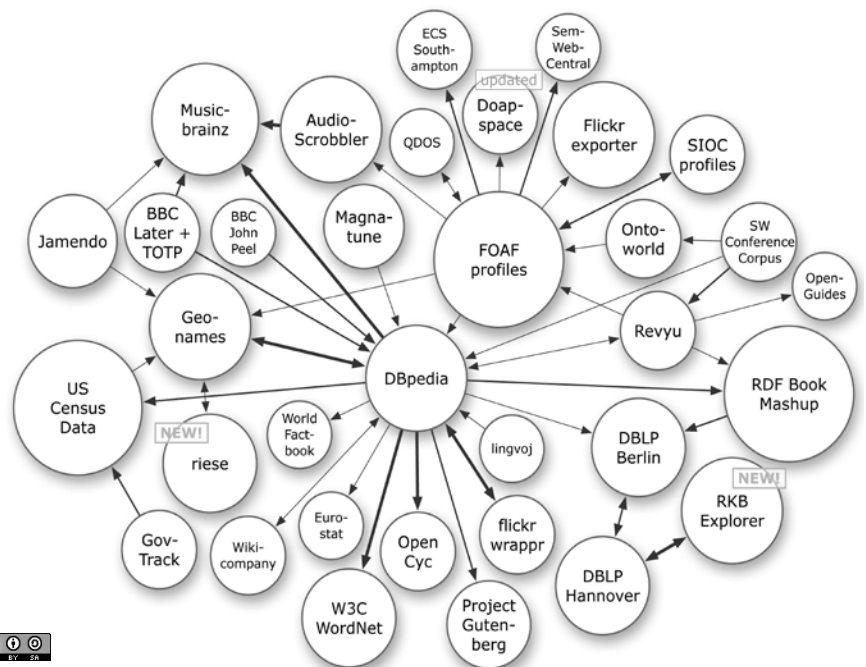 ECS
South-
ampton
Sem-
Web-
Central
updated
Doap-
space
Music-
brainz
Audio-
Scrobbler
QDOS
Flickr
exporter
SIOC
profiles
Jamendo
BBC
Later +
TOTP
BBC
John
Peel
Magna-
tune
FOAF
profiles
Onto-
world
SW
Conference
Corpus
Open-
Guides
Geo-
names
Revyu
US
Census
Data
DBpedia
RDF Book
Mashup
NEW!
riese
World
Fact-
book
lingvoj
DBLP
Berlin
NEW!
RKB
Explorer
Gov-
Track
Wiki-
company
Euro-
stat
Open
Cyc
flickr
wrappr
DBLP
Hannover
W3C
WordNet
Project
Guten-
berg
BY SA